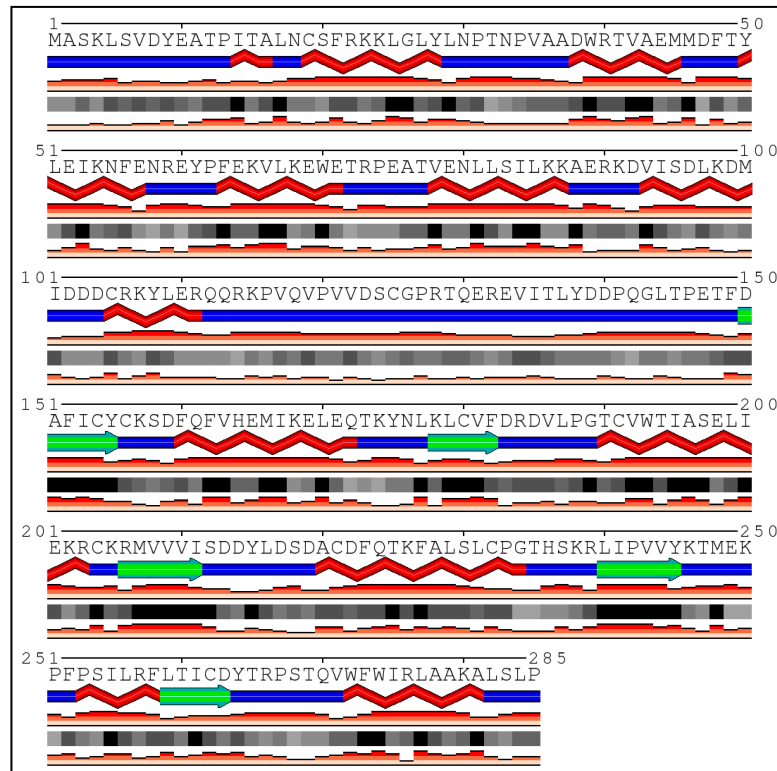 1 50
MASKLSVDYEATPITALNCSFRKKLGLYLNPTNPVAADWRTVAEMMDFTY
51 100
LEIKNFENREYPFEKVLKEWETRPEATVENLLSILKKAERKDVISDLKDM
101 150
IDDDCRKYLERQQRKPVQVPVVDSCGPRTQEREVITLYDDPQGLTPETFD
151 200
AFICYCKSDFQFVHEMIKELEQTKYNLKLCVFDRDVLPGTCVWTIASELI
201 250
EKRCKRMVVVISDDYLDSDACDFQTKFALSLCPGTHSKRLIPVVYKTMEK
251 285
PFPSILRFLTICDYTRPSTQVWFWIRLAAKALSLP